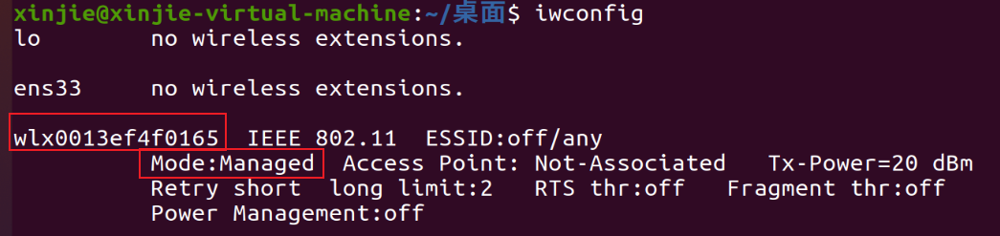 xinjie@xinjie-virtual-machine:~/桌面$ iwconfig
lo        no wireless extensions.
ens33     no wireless extensions.
wlx0013ef4f0165  IEEE 802.11  ESSID:off/any
          Mode:Managed  Access Point: Not-Associated   Tx-Power=20 dBm
          Retry short  long limit:2   RTS thr:off   Fragment thr:off
          Power Management:off